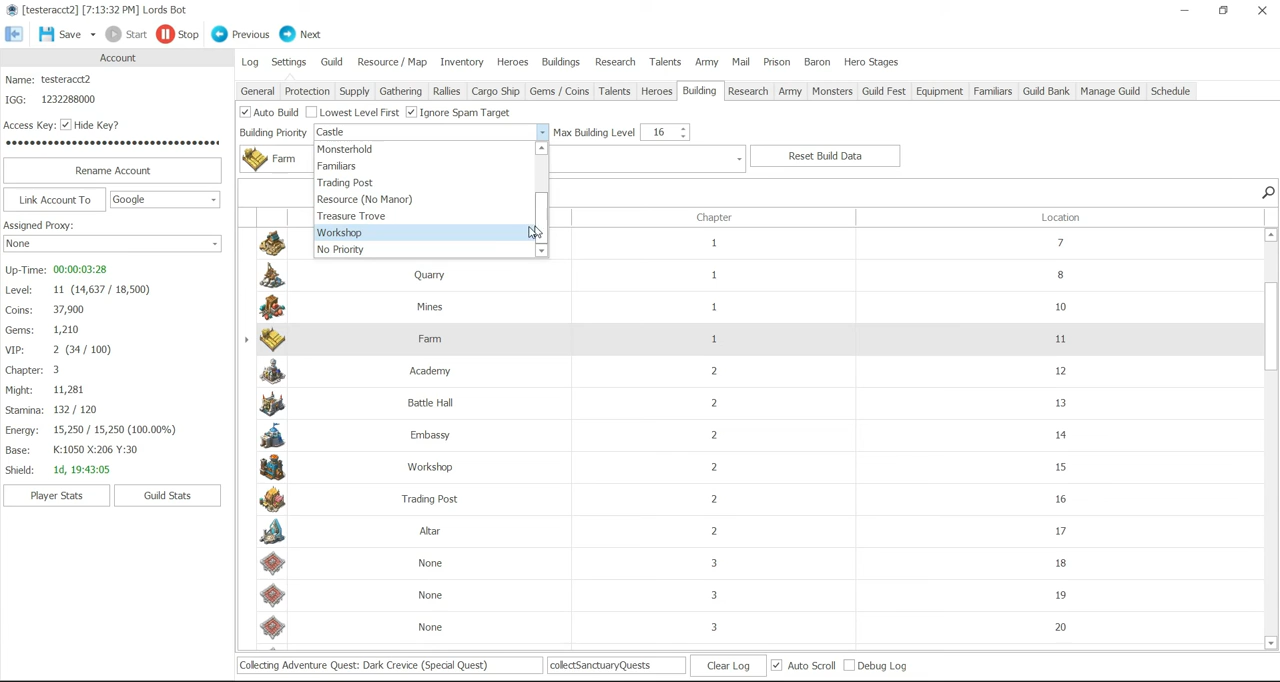 [testeracct2] [7:13:32 PM] Lords Bot
Save Start Stop Previous Next
Account
Name: testeracct2
IGG: 1232288000
Access Key: Hide Key?
Rename Account
Link Account To Google
Assigned Proxy:
None
Up-Time: 00:00:03:28
Level: 11 (14,637 / 18,500)
Coins: 37,900
Gems: 1,210
VIP: 2 (34 / 100)
Chapter: 3
Might: 11,281
Stamina: 132 / 120
Energy: 15,250 / 15,250 (100.00%)
Base: K:1050 X:206 Y:30
Shield: 1d, 19:43:05
Player Stats Guild Stats
Log Settings Guild Resource / Map Inventory Heroes Buildings Research Talents Army Mail Prison Baron Hero Stages
General Protection Supply Gathering Rallies Cargo Ship Gems / Coins Talents Heroes Building Research Army Monsters Guild Fest Equipment Familiars Guild Bank Manage Guild Schedule
Auto Build Lowest Level First Ignore Spam Target
Building Priority Castle Max Building Level 16
Farm Reset Build Data
Monsterhold
Familiars
Trading Post
Resource (No Manor)
Treasure Trove
Workshop
No Priority
Chapter Location
1 7
Quarry 1 8
Mines 1 10
Farm 1 11
Academy 2 12
Battle Hall 2 13
Embassy 2 14
Workshop 2 15
Trading Post 2 16
Altar 2 17
None 3 18
None 3 19
None 3 20
Collecting Adventure Quest: Dark Crevice (Special Quest) collectSanctuaryQuests Clear Log Auto Scroll Debug Log